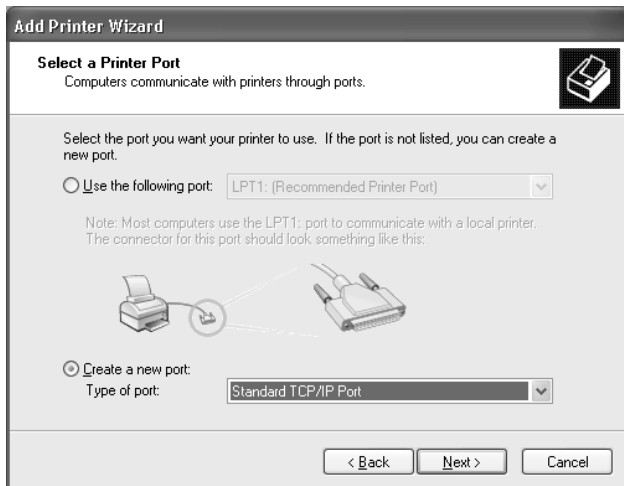 Add Printer Wizard
Select a Printer Port
Computers communicate with printers through ports.
Select the port you want your printer to use. If the port is not listed, you can create a
new port.
Use the following port:
LPT1: (Recommended Printer Port)
Note: Most computers use the LPT1: port to communicate with a local printer.
The connector for this port should look something like this:
Create a new port:
Type of port:
Standard TCP/IP Port
< Back
Next >
Cancel